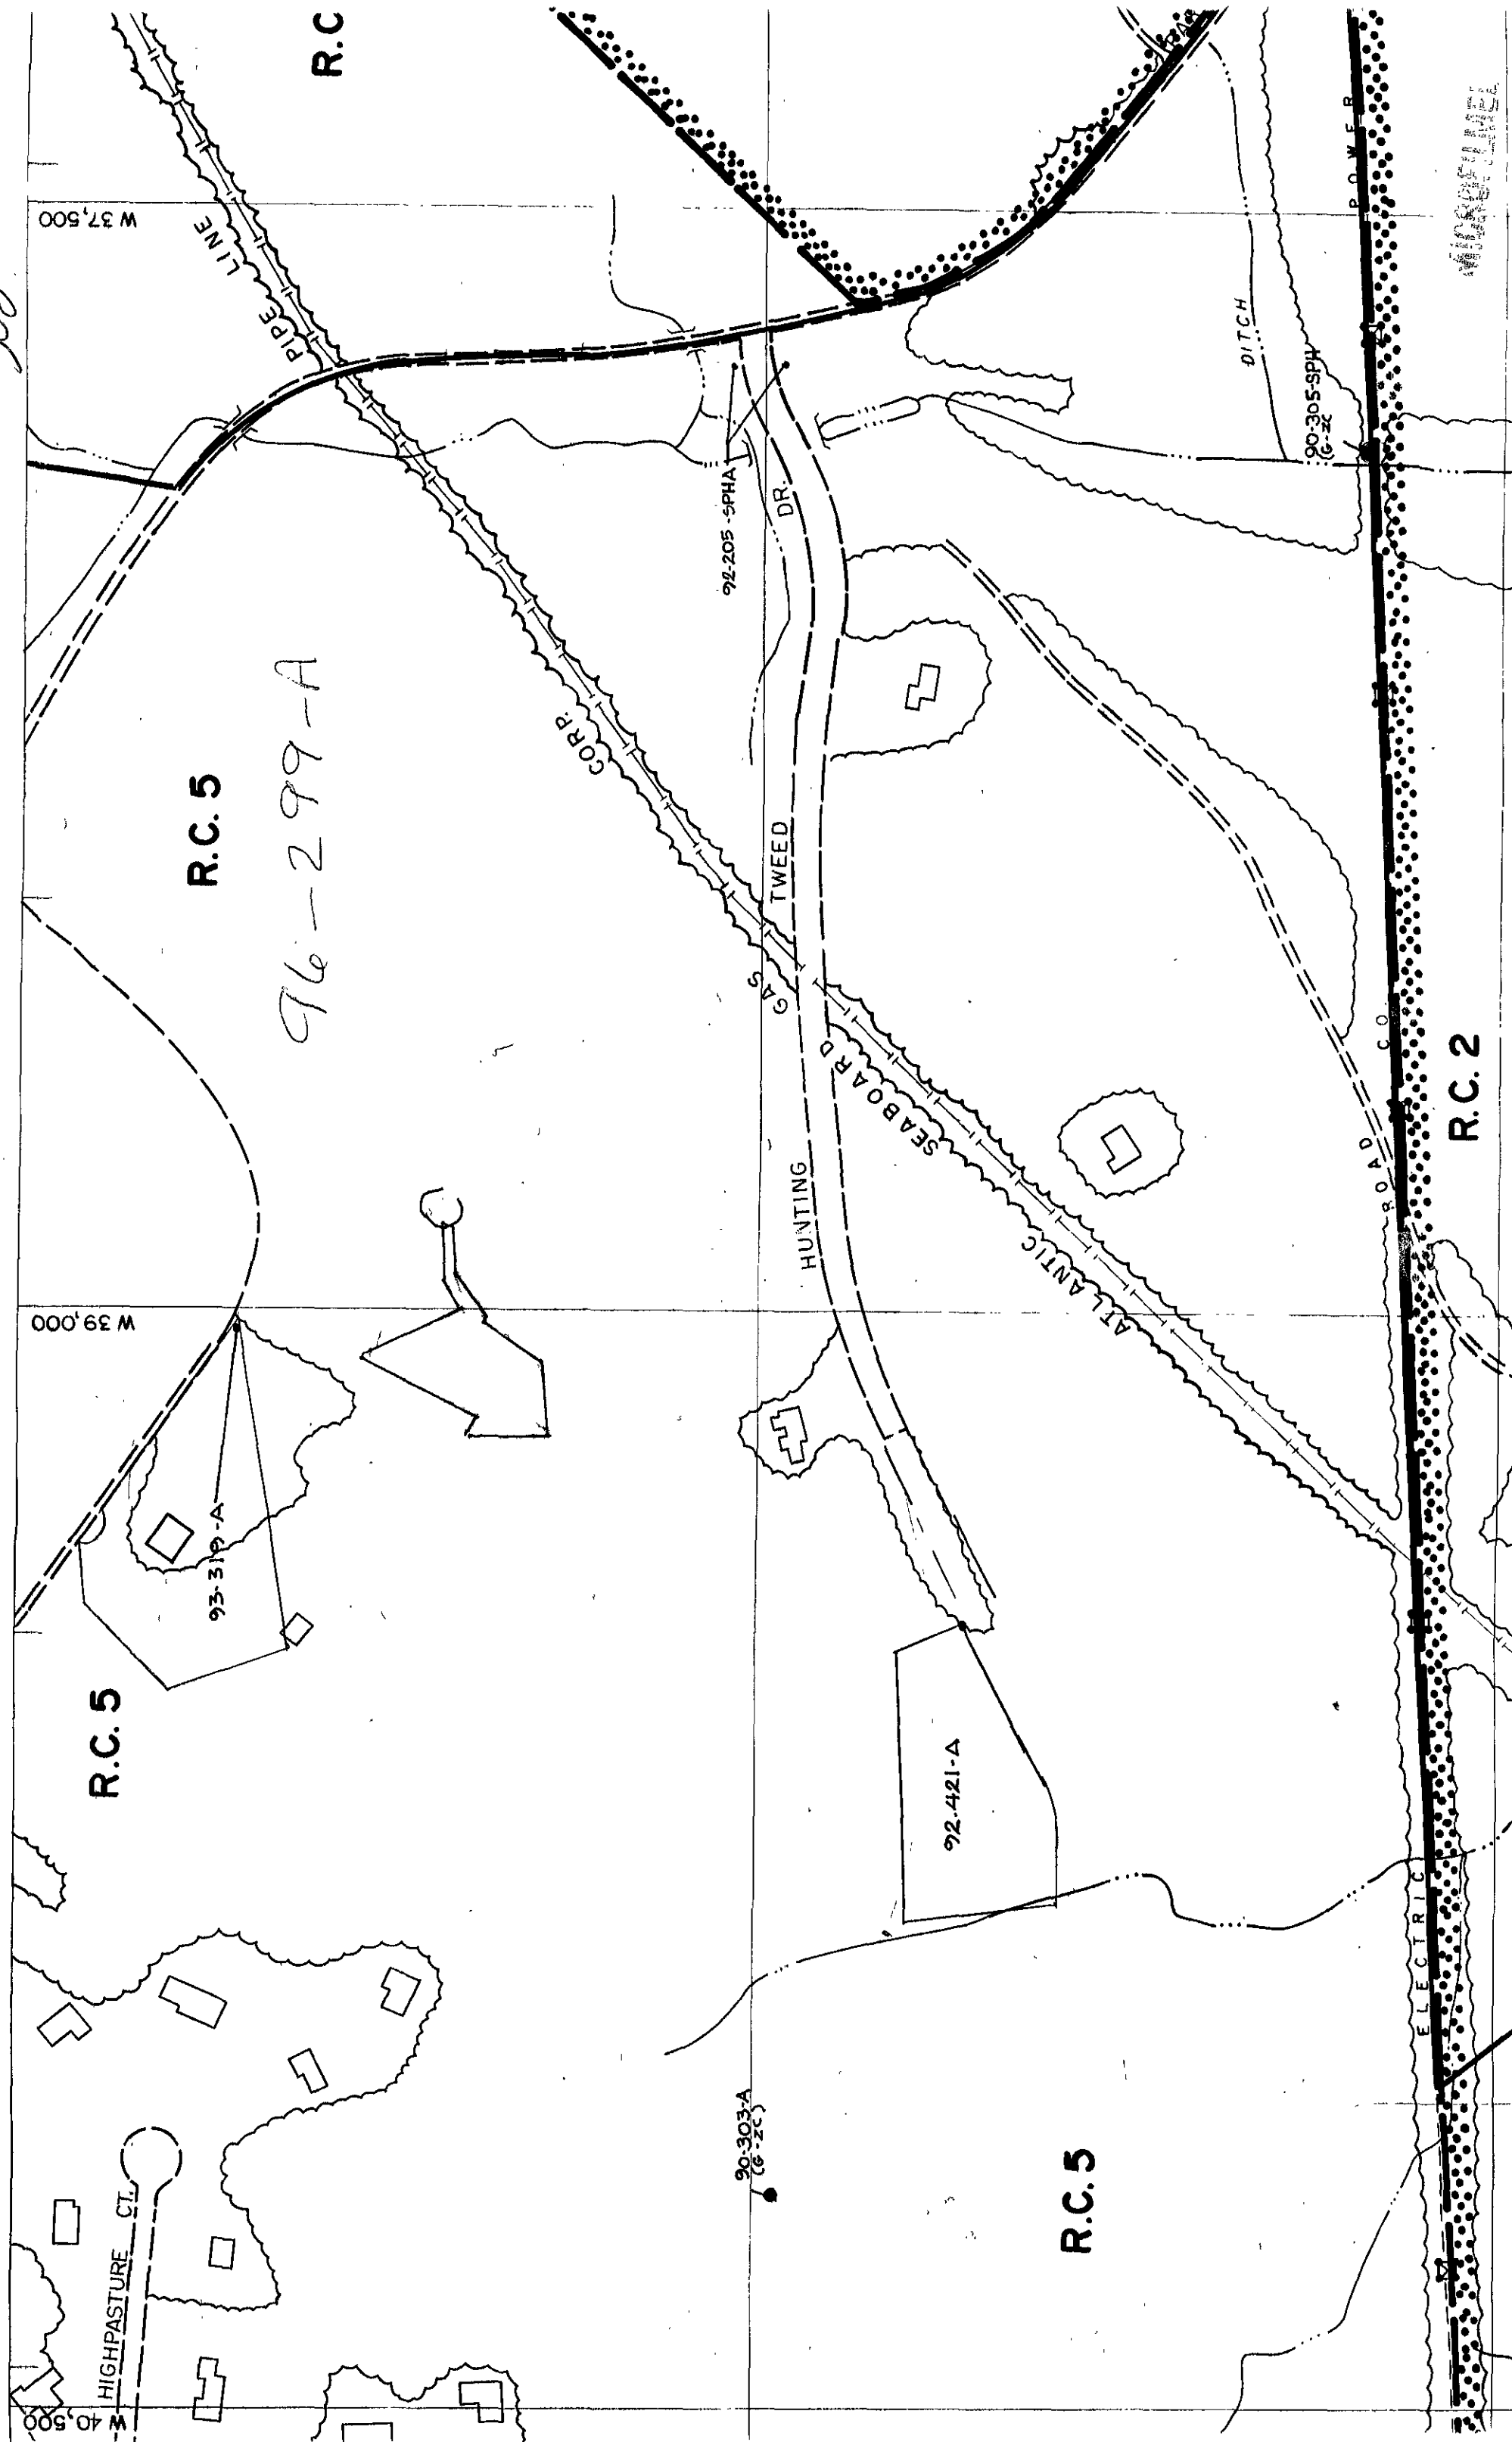 R.C
W 37,500
PIPE LINE
POWER
DITCH
90-305-SPH
(G-ZC)
92-205-SPHA
DR.
CORP.
R.C. 5
96-299-A
TWEED
GAS
SEABOARD
HUNTING
ATLANTIC
CO.
ROAD
R.C. 2
W 39,000
93-319-A
R.C. 5
92-421-A
ELECTRIC
90-303-A
(G-ZC)
R.C. 5
HIGHPASTURE CT.
W 40,500